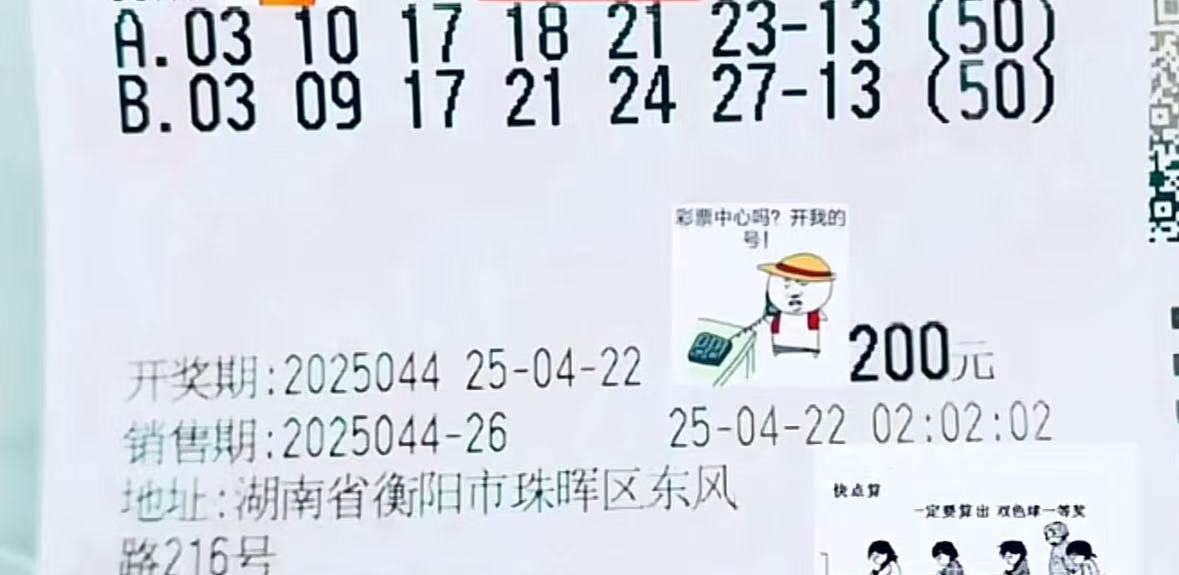 A.03 10 17 18 21 23-13 (50)
B.03 09 17 21 24 27-13 (50)
彩票中心吗？开我的
号！
200元
开奖期:2025044 25-04-22
销售期:2025044-26 25-04-22 02:02:02
地址:湖南省衡阳市珠晖区东风
路216号
快点算
一定要算出 双色球一等奖